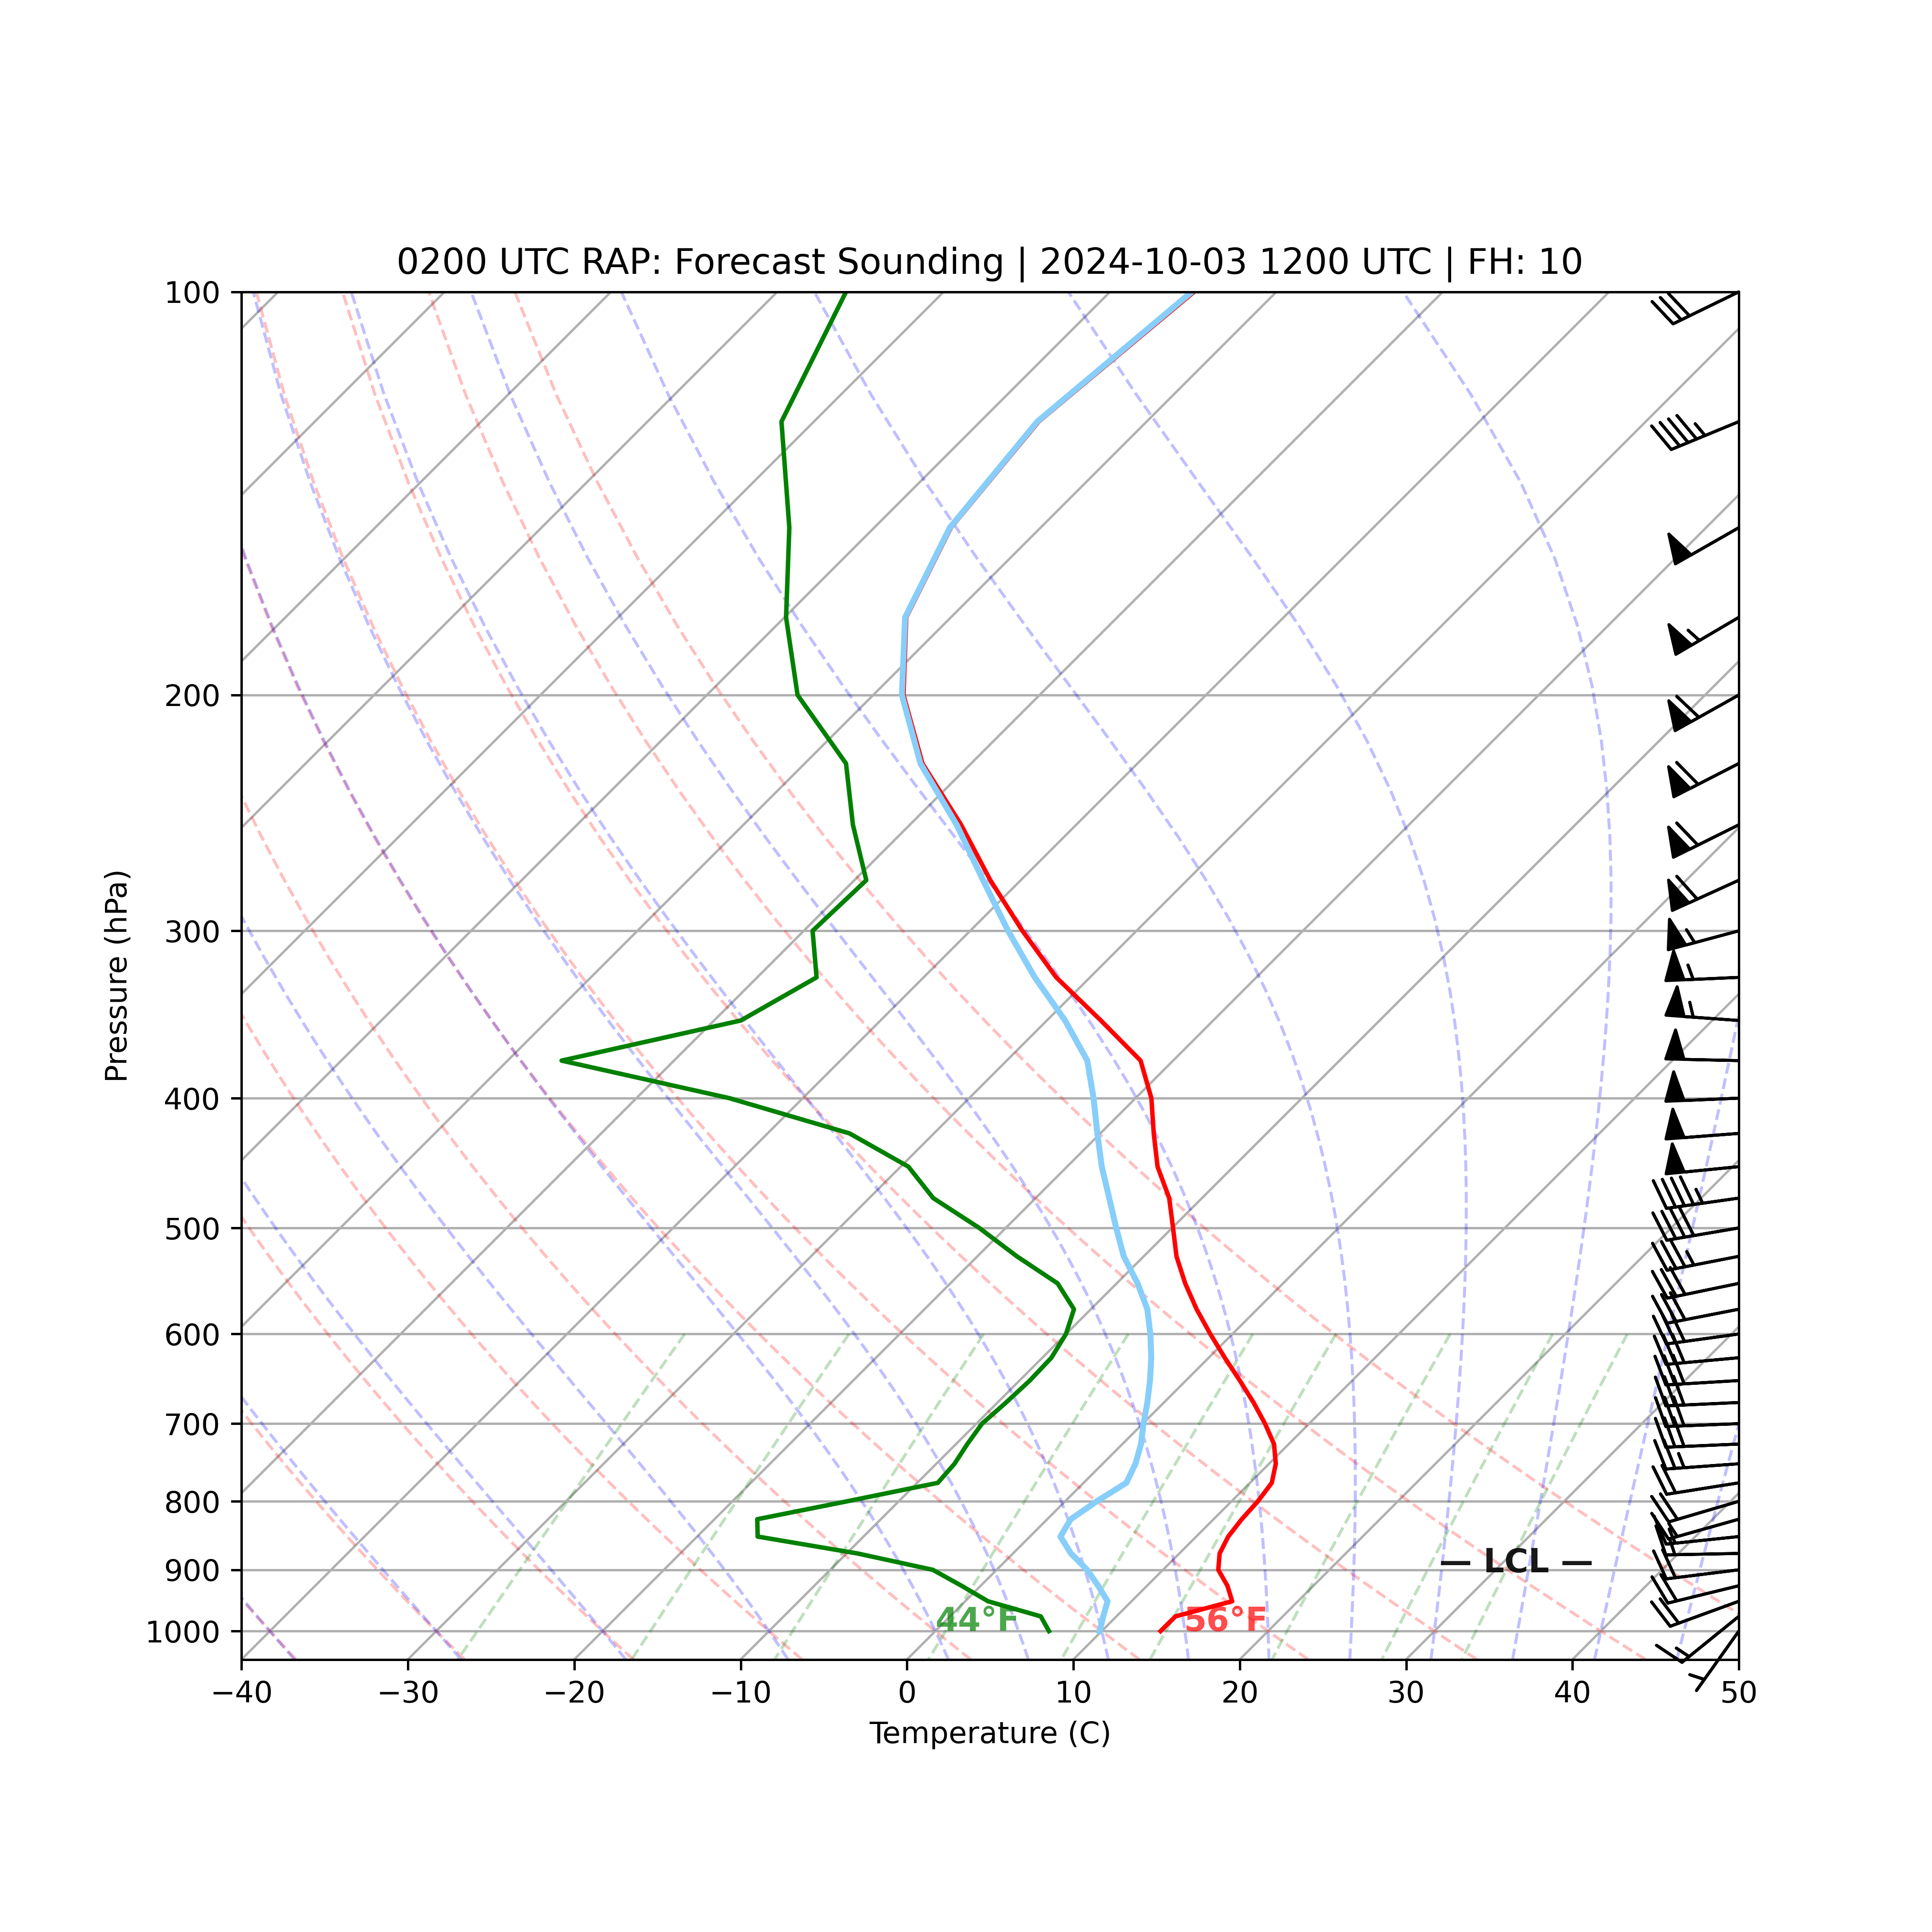 0200 UTC RAP: Forecast Sounding | 2024-10-03 1200 UTC | FH: 10
100
200
300
400
500
600
700
800
900
1000
Pressure (hPa)
— LCL —
44°F
56°F
−40 −30 −20 −10 0 10 20 30 40 50
Temperature (C)